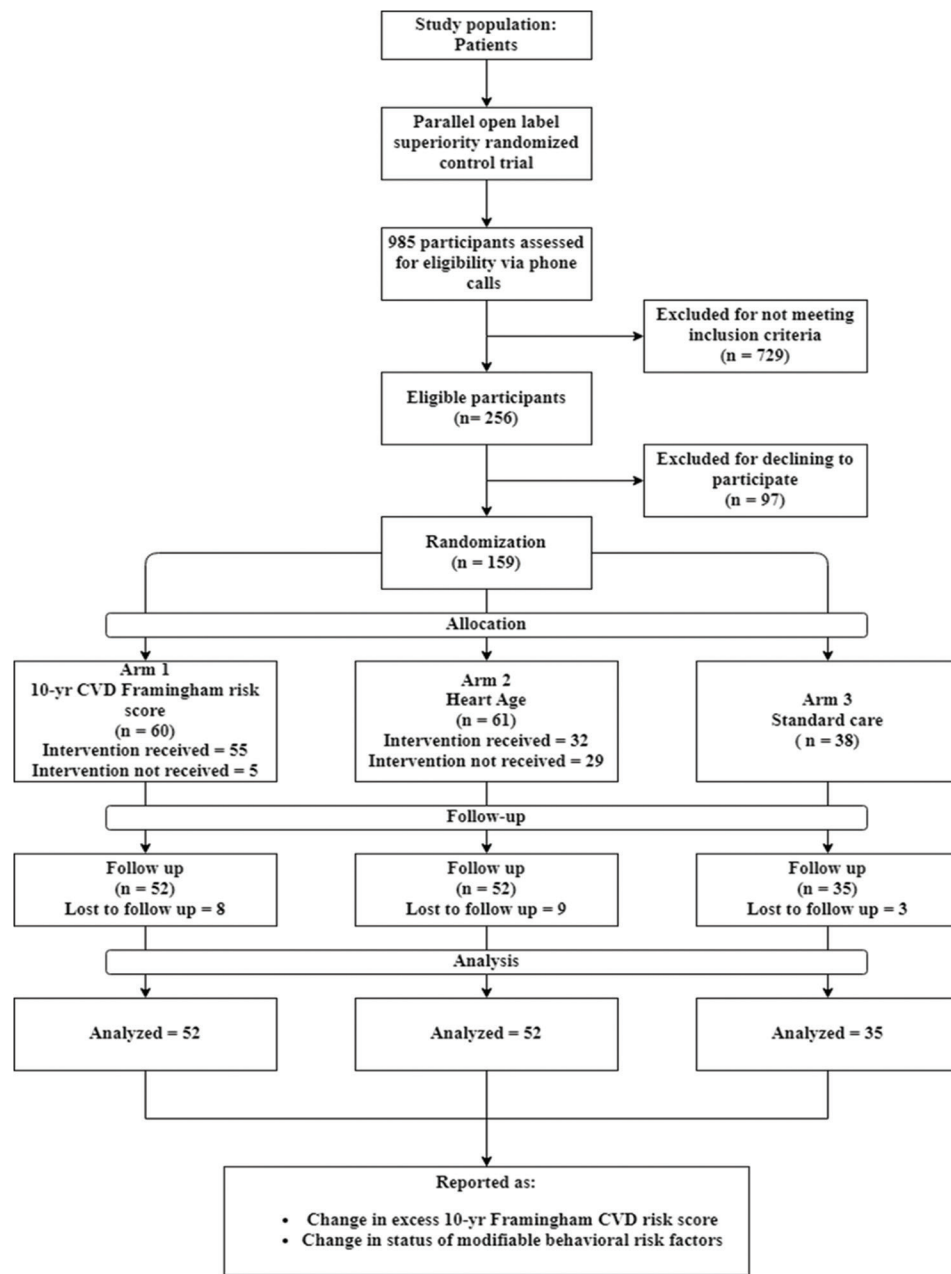 Study population:
Patients
Parallel open label
superiority randomized
control trial
985 participants assessed
for eligibility via phone
calls
Excluded for not meeting
inclusion criteria
(n = 729)
Eligible participants
(n= 256)
Excluded for declining to
participate
(n = 97)
Randomization
(n = 159)
Allocation
Arm 1
10-yr CVD Framingham risk
score
(n = 60)
Intervention received = 55
Intervention not received = 5
Arm 2
Heart Age
(n = 61)
Intervention received = 32
Intervention not received = 29
Arm 3
Standard care
( n = 38)
Follow-up
Follow up
(n = 52)
Lost to follow up = 8
Follow up
(n = 52)
Lost to follow up = 9
Follow up
(n = 35)
Lost to follow up = 3
Analysis
Analyzed = 52
Analyzed = 52
Analyzed = 35
Reported as:
• Change in excess 10-yr Framingham CVD risk score
• Change in status of modifiable behavioral risk factors